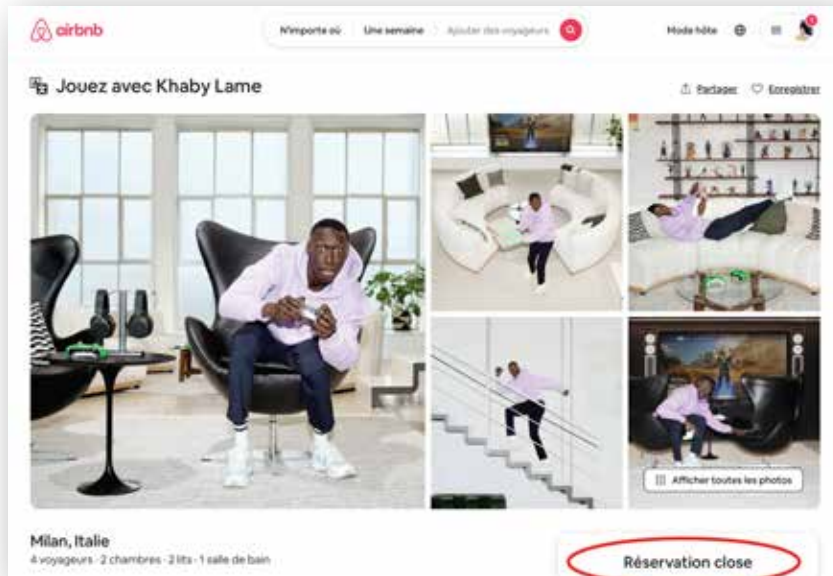 airbnb
N'importe où Une semaine Ajouter des voyageurs
Mode hôte
Jouez avec Khaby Lame
Partager Enregistrer
Afficher toutes les photos
Milan, Italie
4 voyageurs · 2 chambres · 2 lits · 1 salle de bain
Réservation close